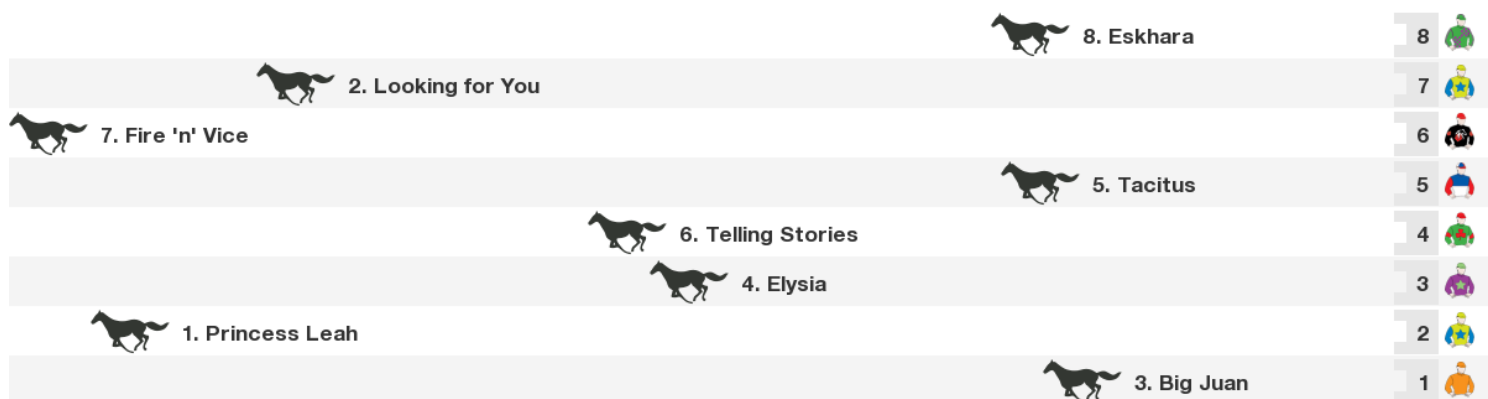 8. Eskhara 8
2. Looking for You 7
7. Fire 'n' Vice 6
5. Tacitus 5
6. Telling Stories 4
4. Elysia 3
1. Princess Leah 2
3. Big Juan 1